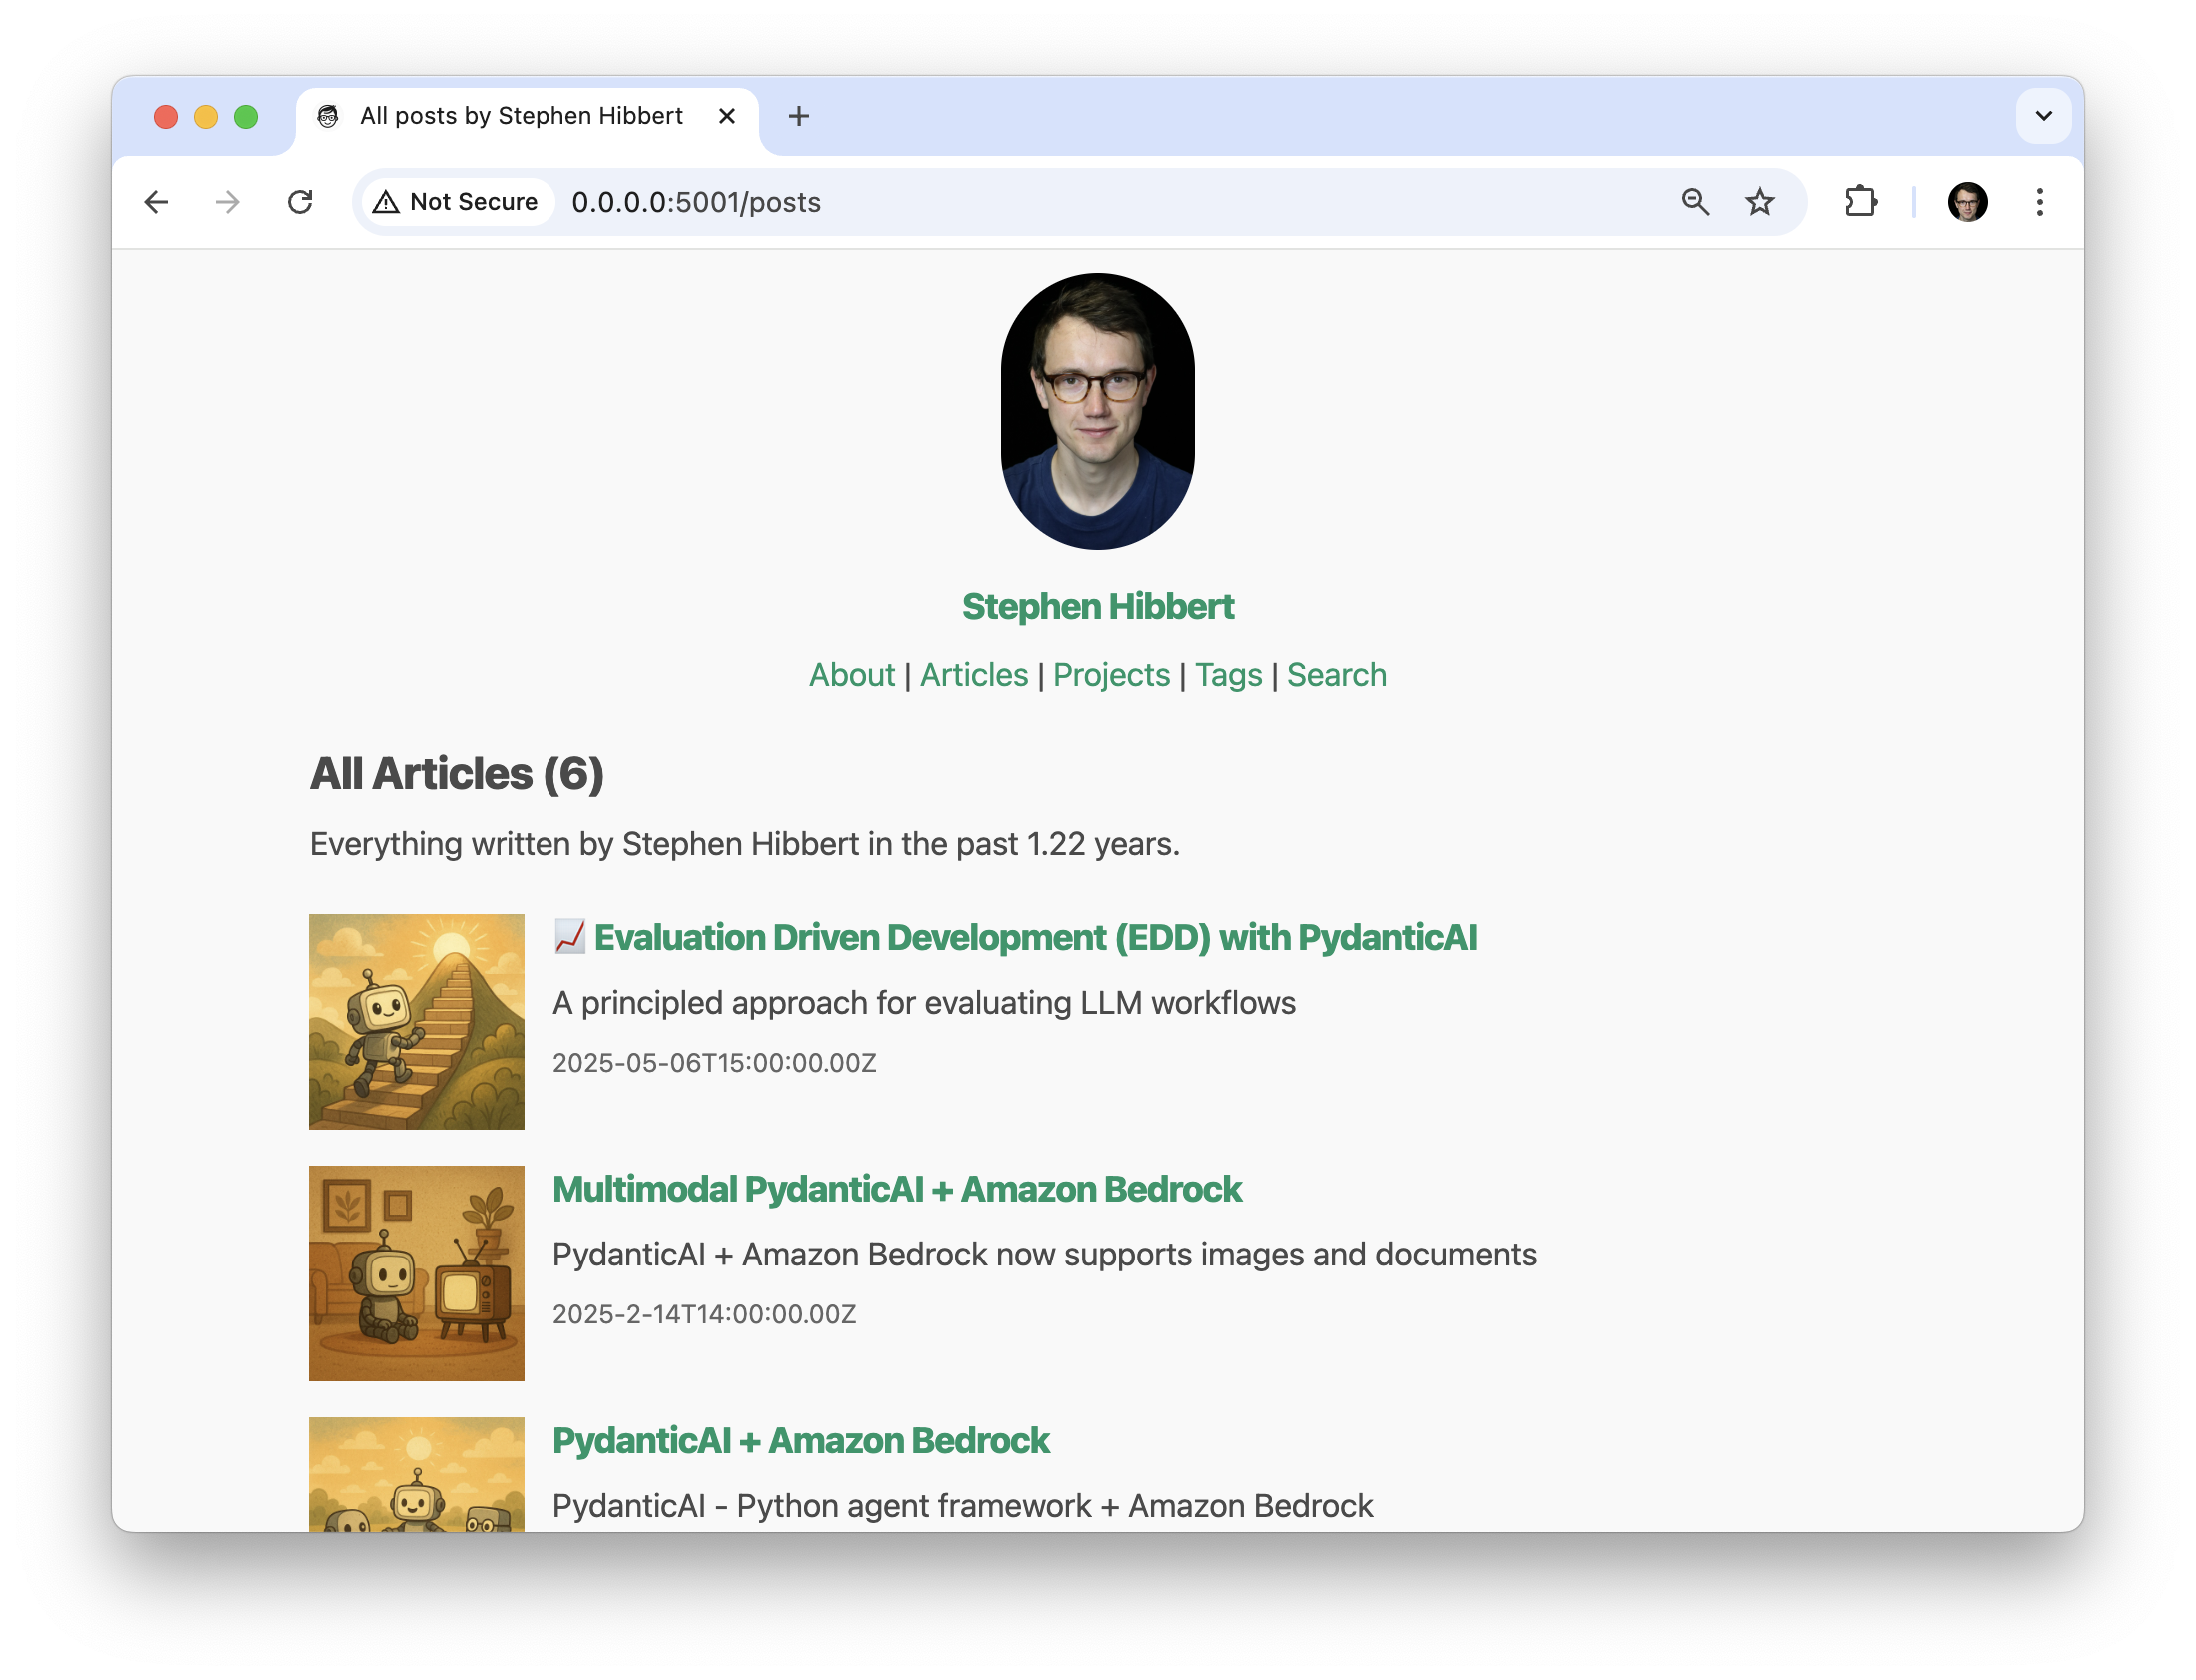 All posts by Stephen Hibbert
Not Secure 0.0.0.0:5001/posts
Stephen Hibbert
About | Articles | Projects | Tags | Search
All Articles (6)
Everything written by Stephen Hibbert in the past 1.22 years.
📈 Evaluation Driven Development (EDD) with PydanticAI
A principled approach for evaluating LLM workflows
2025-05-06T15:00:00.00Z
Multimodal PydanticAI + Amazon Bedrock
PydanticAI + Amazon Bedrock now supports images and documents
2025-2-14T14:00:00.00Z
PydanticAI + Amazon Bedrock
PydanticAI - Python agent framework + Amazon Bedrock